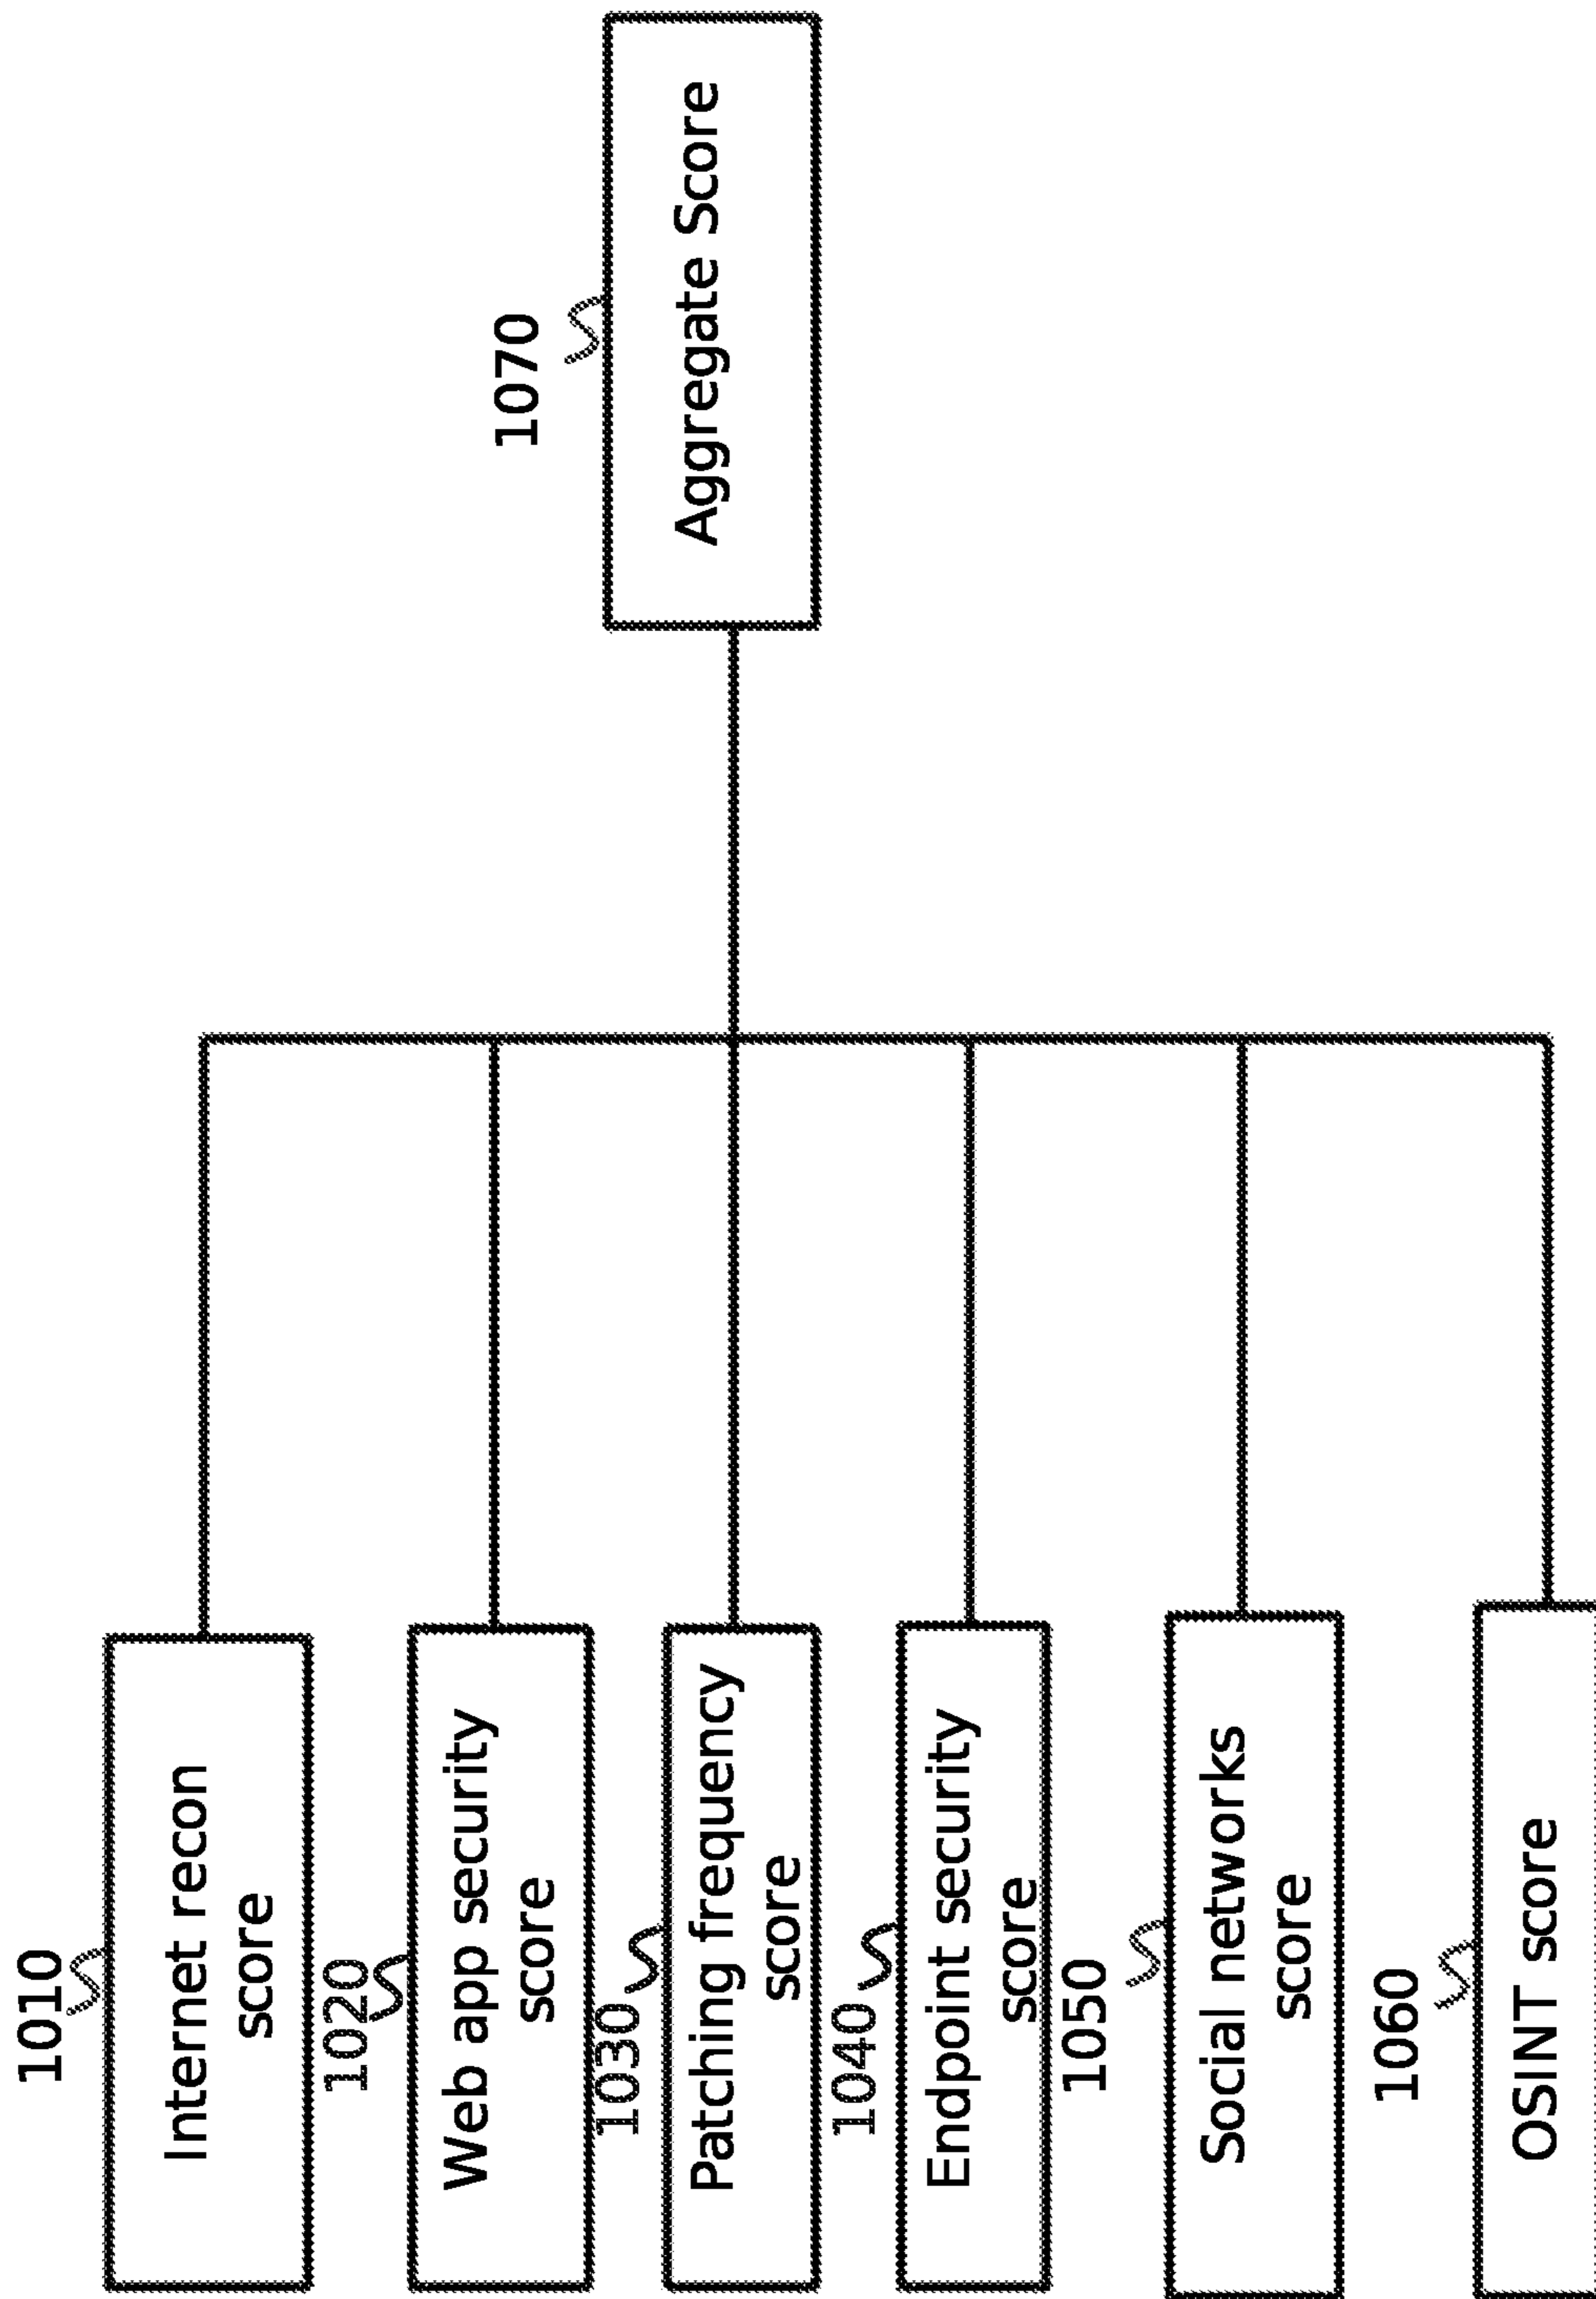 1010
Internet recon
score
1020
Web app security
score
1030
Patching frequency
score
1040
Endpoint security
score
1050
Social networks
score
1060
OSINT score
1070
Aggregate Score